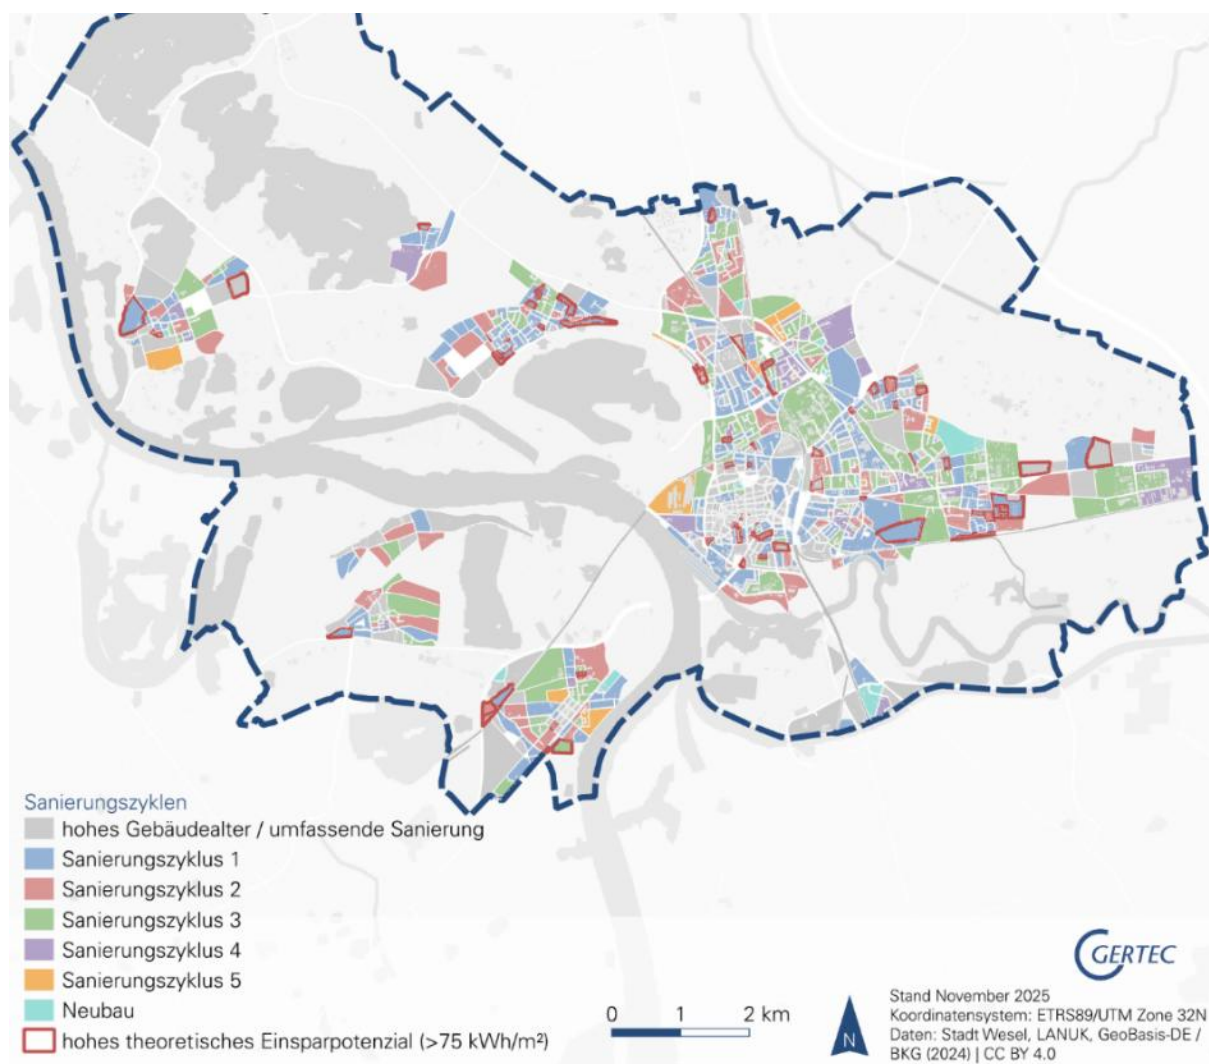 Sanierungszyklen
hohes Gebäudealter / umfassende Sanierung
Sanierungszyklus 1
Sanierungszyklus 2
Sanierungszyklus 3
Sanierungszyklus 4
Sanierungszyklus 5
Neubau
hohes theoretisches Einsparpotenzial (>75 kWh/m²)
0 1 2 km
N
GERTEC
Stand November 2025
Koordinatensystem: ETRS89/UTM Zone 32N
Daten: Stadt Wesel, LANUK, GeoBasis-DE /
BKG (2024) | CC BY 4.0